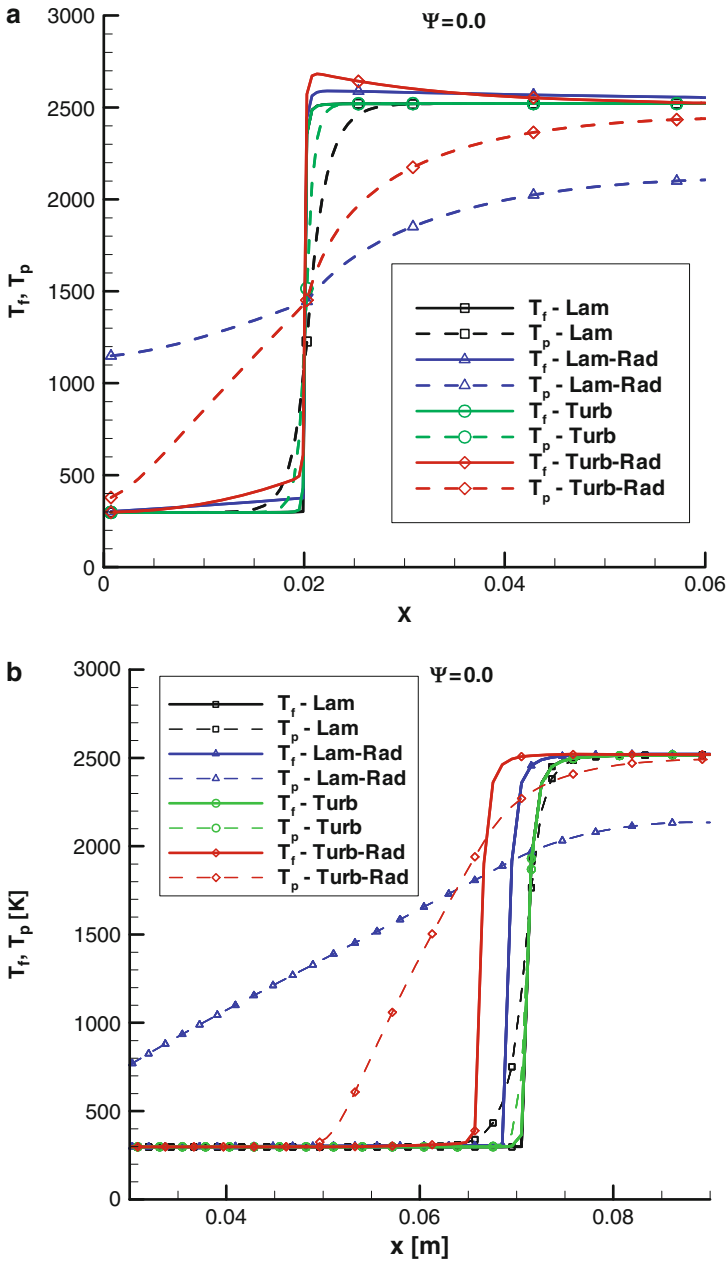 a
Ψ=0.0
3000
2500
2000
1500
1000
500
0
T_f, T_p
T_f - Lam
T_p - Lam
T_f - Lam-Rad
T_p - Lam-Rad
T_f - Turb
T_p - Turb
T_f - Turb-Rad
T_p - Turb-Rad
0 0.02 0.04 0.06
X
b
Ψ=0.0
3000
2500
2000
1500
1000
500
0
T_f, T_p [K]
T_f - Lam
T_p - Lam
T_f - Lam-Rad
T_p - Lam-Rad
T_f - Turb
T_p - Turb
T_f - Turb-Rad
T_p - Turb-Rad
0.04 0.06 0.08
x [m]